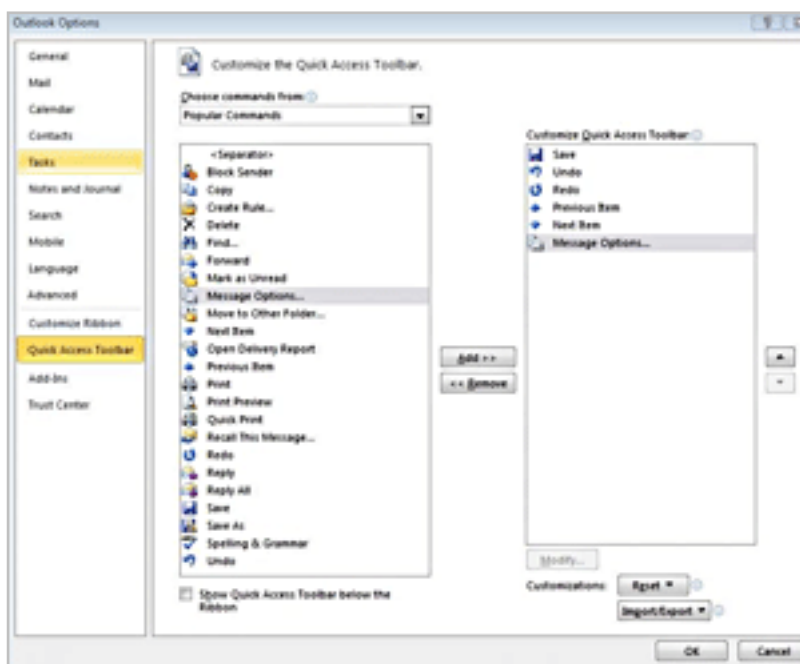 Outlook Options
General
Mail
Calendar
Contacts
Tasks
Notes and Journal
Search
Mobile
Language
Advanced
Customize Ribbon
Quick Access Toolbar
Add-Ins
Trust Center
Customize the Quick Access Toolbar.
Choose commands from:
Popular Commands
<Separator>
Block Sender
Copy
Create Rule...
Delete
Find...
Forward
Mark as Unread
Message Options...
Move to Other Folder...
Next Item
Open Delivery Report
Previous Item
Print
Print Preview
Quick Print
Recall This Message...
Redo
Reply
Reply All
Save
Save As
Spelling & Grammar
Undo
Show Quick Access Toolbar below the
Ribbon
Add >>
<< Remove
Customize Quick Access Toolbar:
Save
Undo
Redo
Previous Item
Next Item
Message Options...
Modify...
Customizations: Reset
Import/Export
OK Cancel